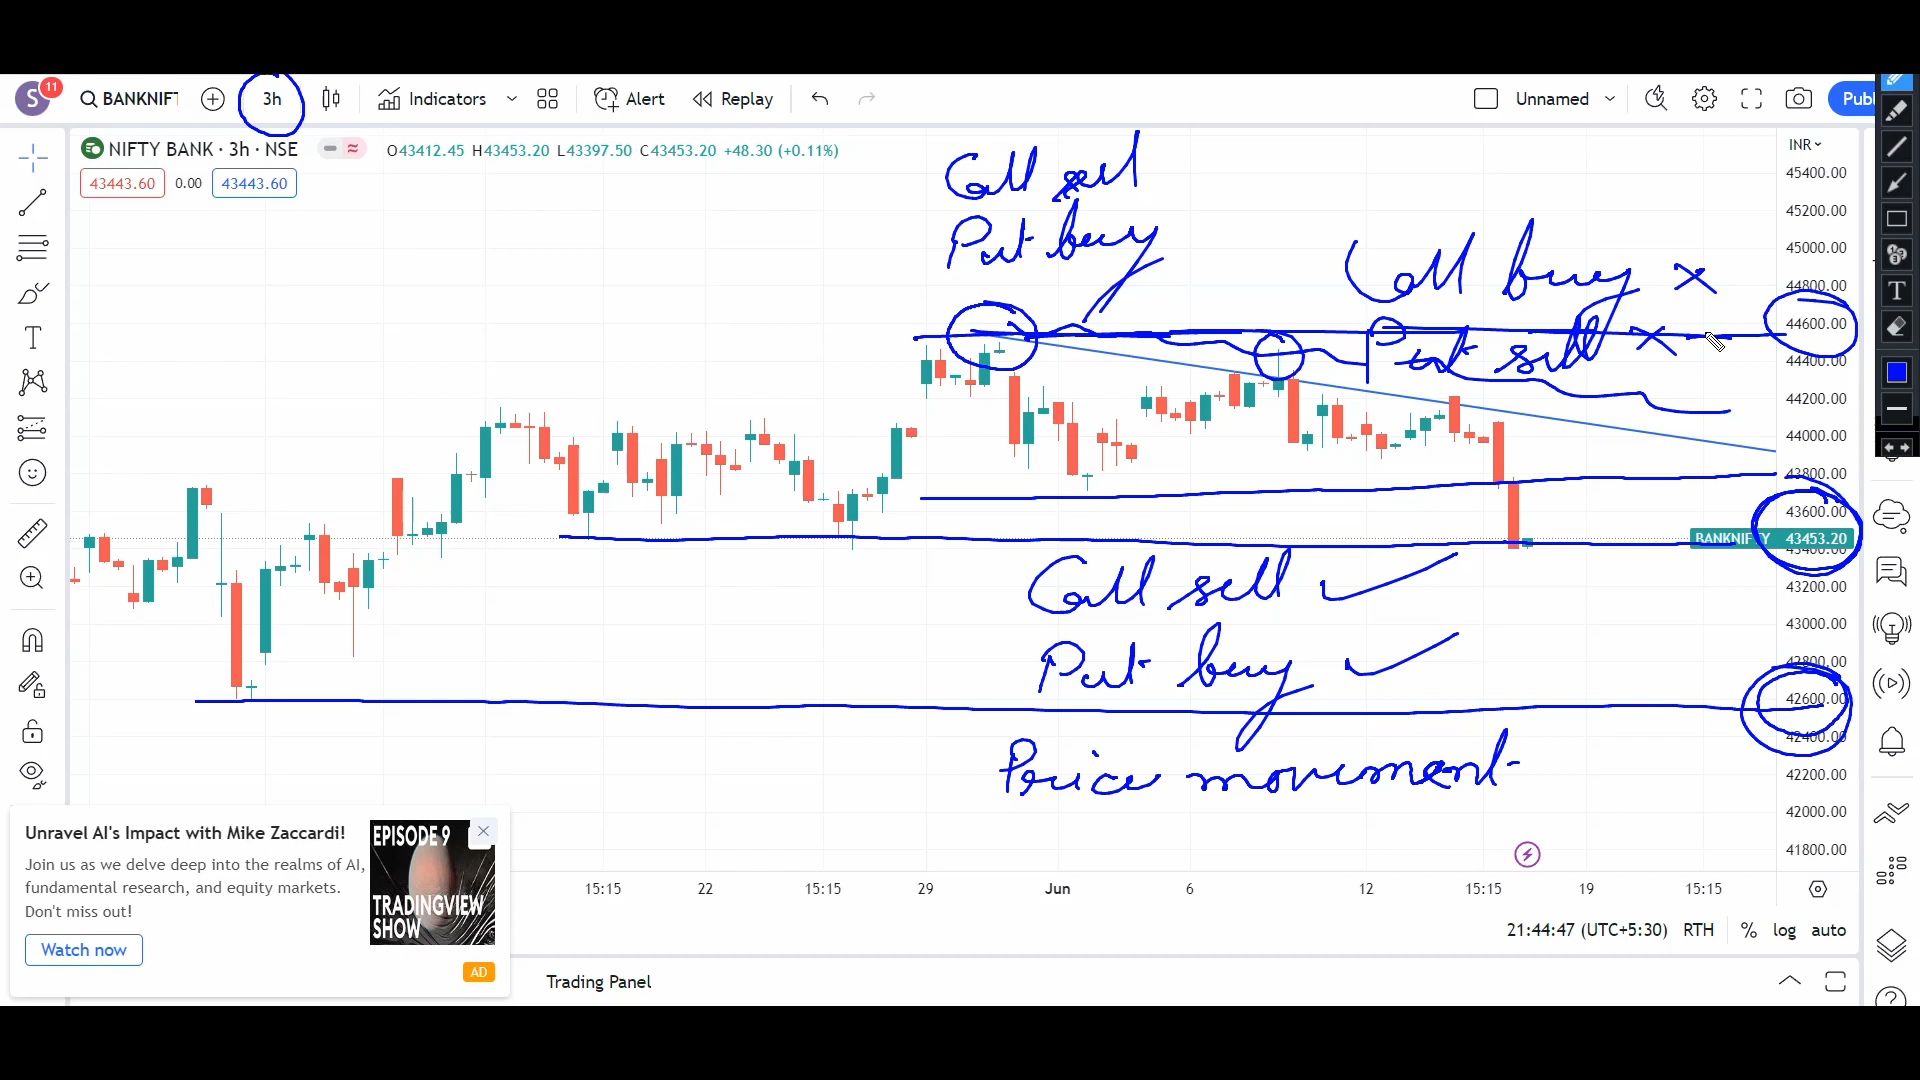 S 11 BANKNIFT 3h Indicators Alert Replay Unnamed Publ
NIFTY BANK · 3h · NSE O43412.45 H43453.20 L43397.50 C43453.20 +48.30 (+0.11%)
INR
43443.60 0.00 43443.60
Call sell
Put buy
Call buy ×
Put sell ×
Call sell ✓
Put buy ✓
Price movement
45400.00
45200.00
45000.00
44800.00
44600.00
44400.00
44200.00
44000.00
43800.00
43600.00
BANKNIFTY 43453.20
43400.00
43200.00
43000.00
42800.00
42600.00
42400.00
42200.00
42000.00
41800.00
15:15 22 15:15 29 Jun 6 12 15:15 19 15:15
21:44:47 (UTC+5:30) RTH % log auto
Unravel AI's Impact with Mike Zaccardi!
Join us as we delve deep into the realms of AI,
fundamental research, and equity markets.
Don't miss out!
Watch now
EPISODE 9
TRADINGVIEW
SHOW
AD
Trading Panel